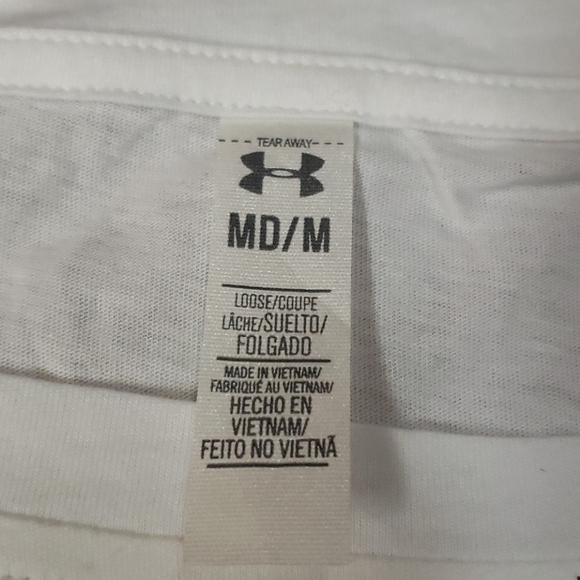 --- TEAR AWAY ---
MD/M
LOOSE/COUPE
LÂCHE/SUELTO/
FOLGADO
MADE IN VIETNAM/
FABRIQUÉ AU VIETNAM/
HECHO EN
VIETNAM/
FEITO NO VIETNÃ